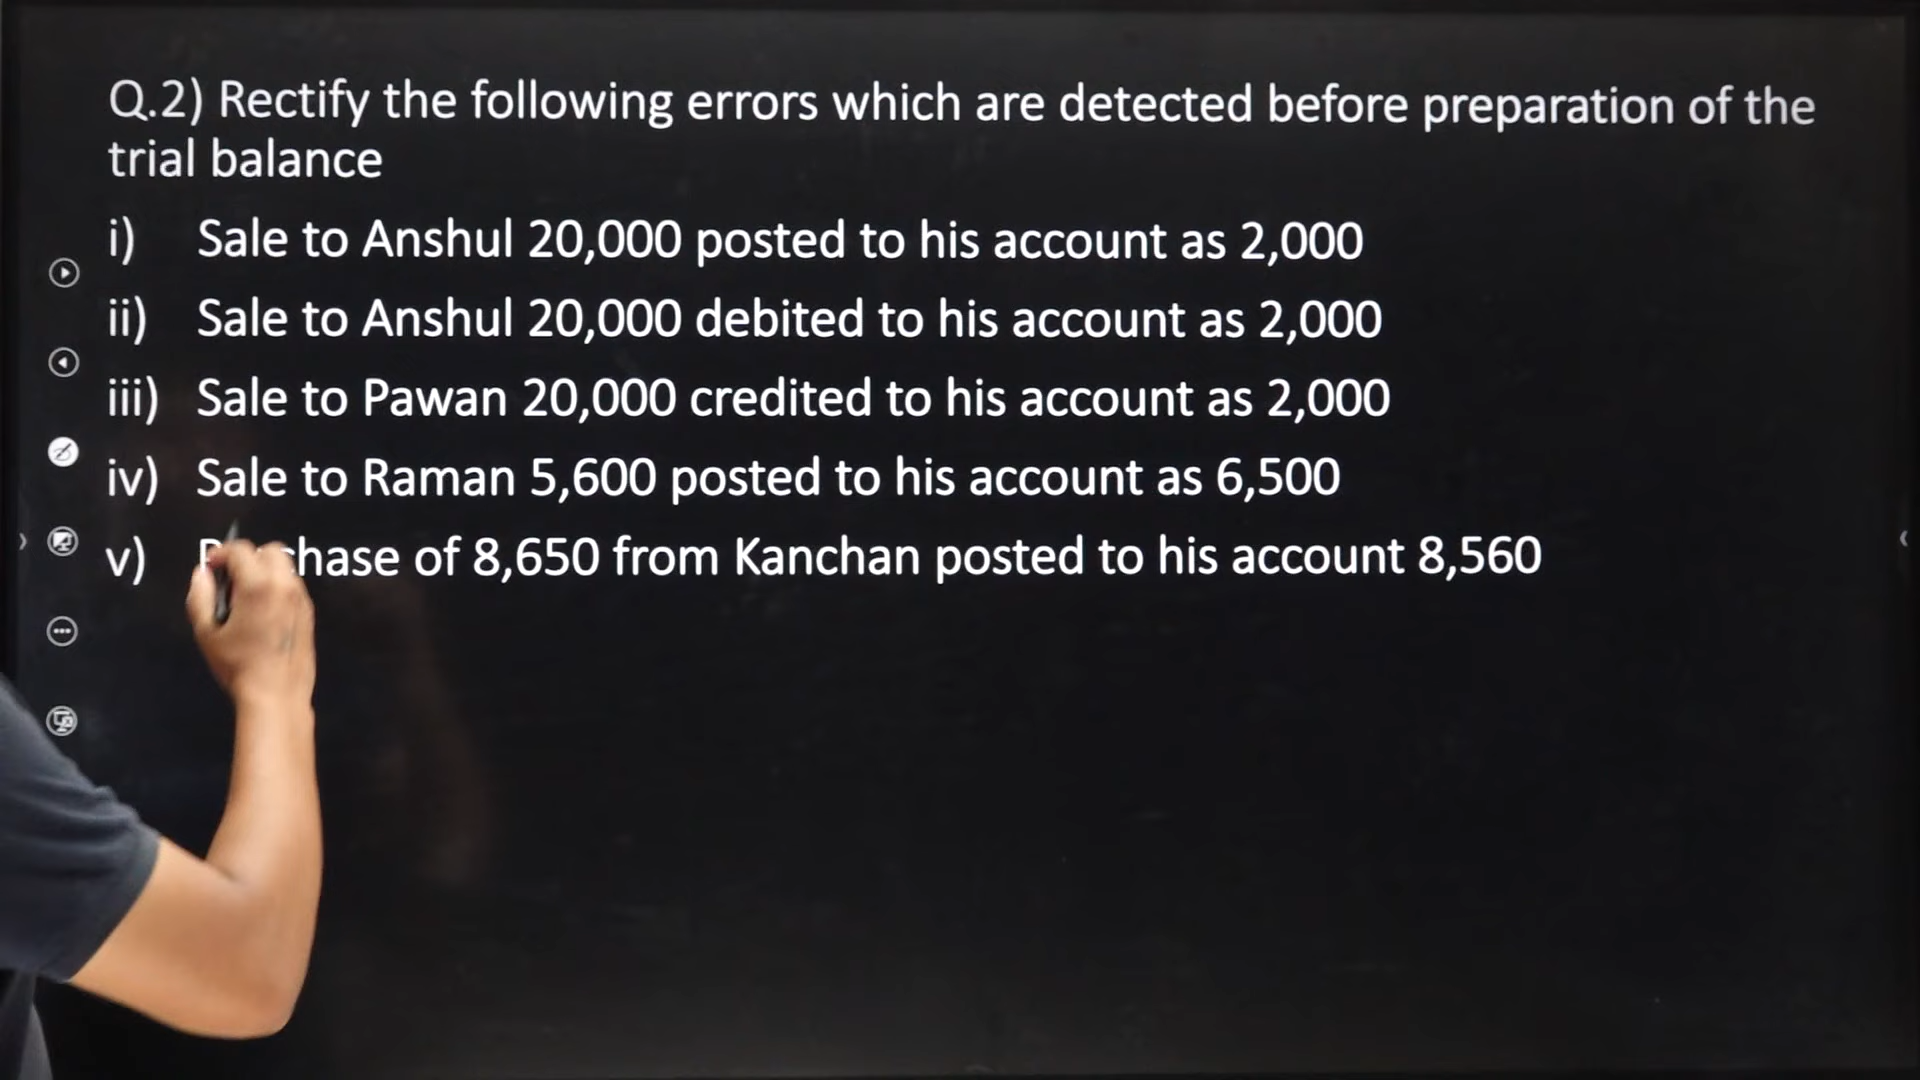 Q.2) Rectify the following errors which are detected before preparation of the
trial balance
i) Sale to Anshul 20,000 posted to his account as 2,000
ii) Sale to Anshul 20,000 debited to his account as 2,000
iii) Sale to Pawan 20,000 credited to his account as 2,000
iv) Sale to Raman 5,600 posted to his account as 6,500
v) of 8,650 from Kanchan posted to his account 8,560